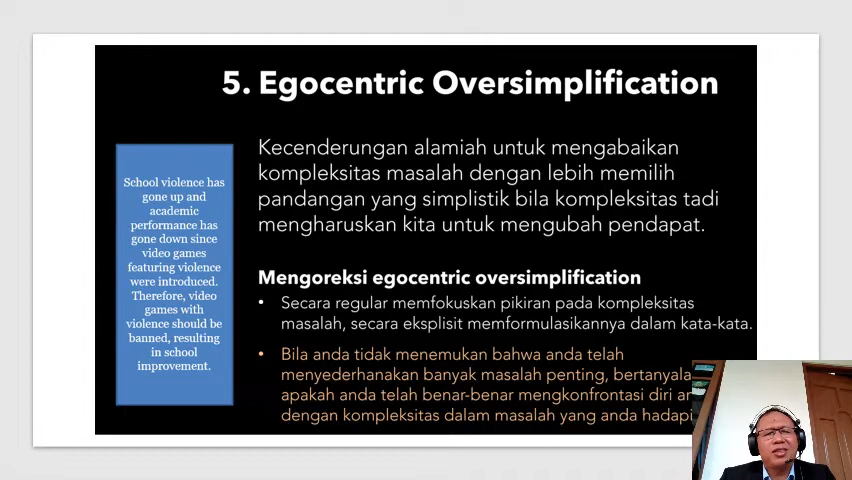 5. Egocentric Oversimplification
School violence has
gone up and
academic
performance has
gone down since
video games
featuring violence
were introduced.
Therefore, video
games with
violence should be
banned, resulting
in school
improvement.
Kecenderungan alamiah untuk mengabaikan
kompleksitas masalah dengan lebih memilih
pandangan yang simplistik bila kompleksitas tadi
mengharuskan kita untuk mengubah pendapat.
Mengoreksi egocentric oversimplification
• Secara regular memfokuskan pikiran pada kompleksitas
masalah, secara eksplisit memformulasikannya dalam kata-kata.
• Bila anda tidak menemukan bahwa anda telah
menyederhanakan banyak masalah penting, bertanyala
apakah anda telah benar-benar mengkonfrontasi diri
dengan kompleksitas dalam masalah yang anda hadapi